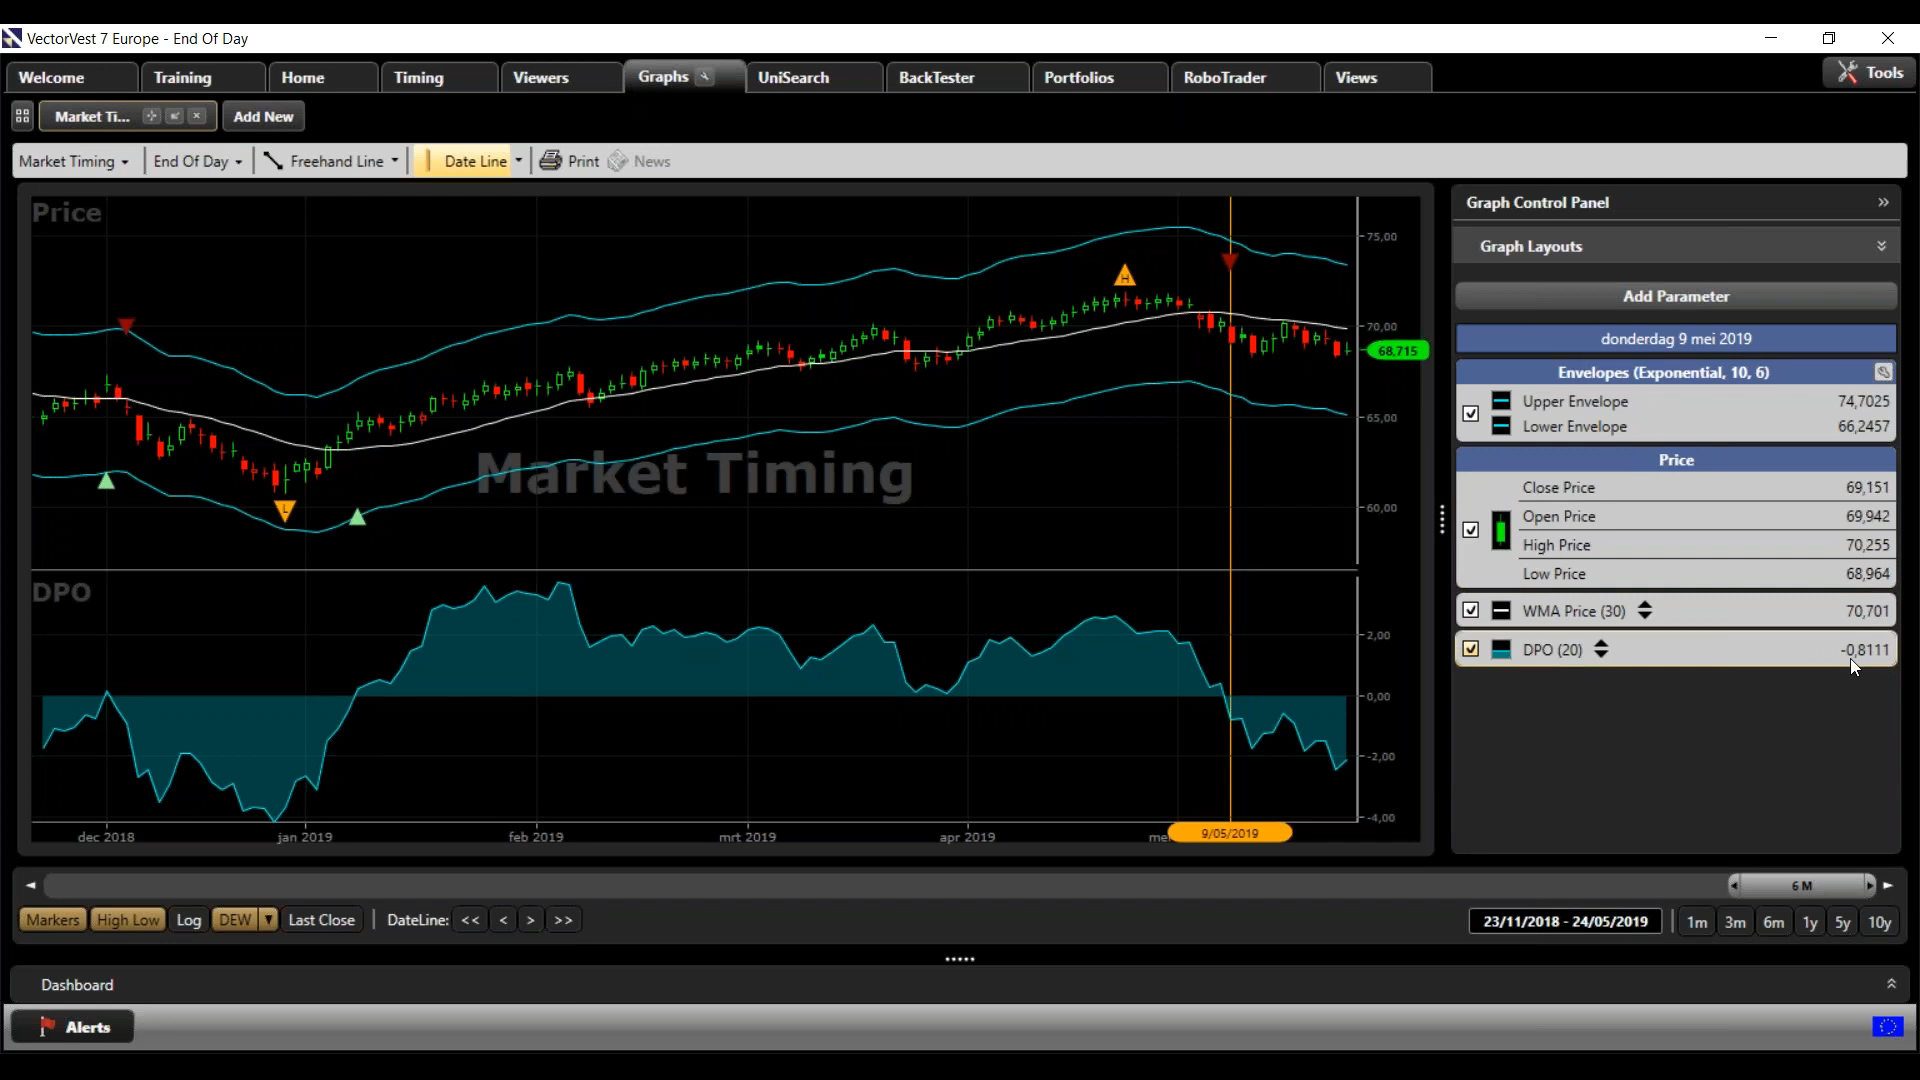 VectorVest 7 Europe - End Of Day
Welcome Training Home Timing Viewers Graphs UniSearch BackTester Portfolios RoboTrader Views Tools
Market Ti... Add New
Market Timing End Of Day Freehand Line Date Line Print News
Price
75,00
70,00
68,715
65,00
60,00
H
L
Market Timing
DPO
2,00
0,00
-2,00
-4,00
dec 2018 jan 2019 feb 2019 mrt 2019 apr 2019 me 9/05/2019
Graph Control Panel
Graph Layouts
Add Parameter
donderdag 9 mei 2019
Envelopes (Exponential, 10, 6)
Upper Envelope 74,7025
Lower Envelope 66,2457
Price
Close Price 69,151
Open Price 69,942
High Price 70,255
Low Price 68,964
WMA Price (30) 70,701
DPO (20) -0,8111
6 M
Markers High Low Log DEW Last Close DateLine: << < > >> 23/11/2018 - 24/05/2019 1m 3m 6m 1y 5y 10y
Dashboard
Alerts